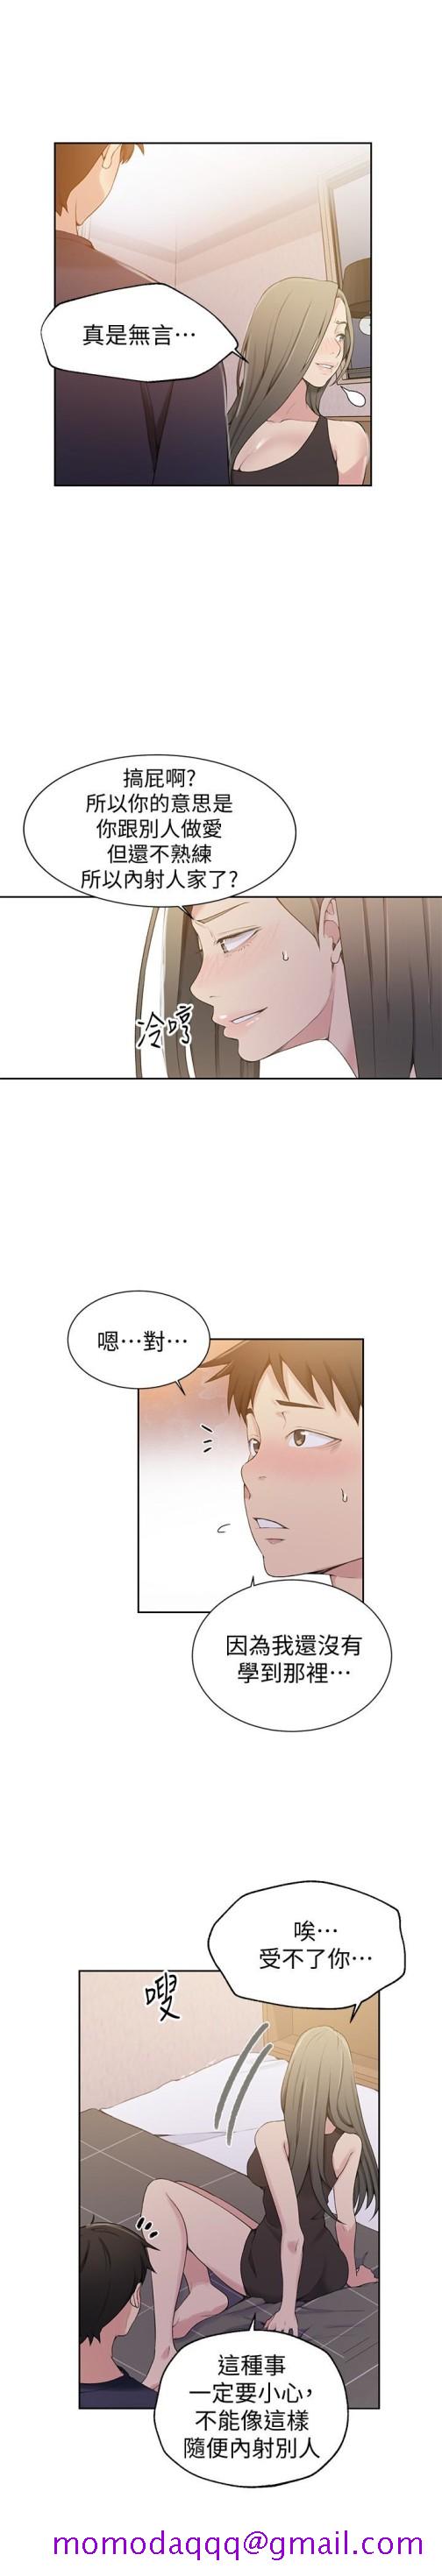 真是無言⋯
搞屁啊?
所以你的意思是
你跟別人做愛
但還不熟練
所以內射人家了?
冷哼
嗯⋯對⋯
因為我還沒有
學到那裡⋯
唉⋯
受不了你⋯
嗖
這種事
一定要小心，
不能像這樣
隨便內射別人
momodaqqq@gmail.com